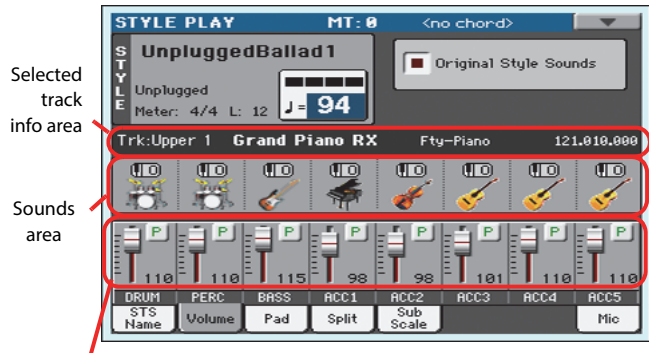 STYLE PLAY MT: 0 <no chord>
STYLE
UnpluggedBallad1
Original Style Sounds
Unplugged
Meter: 4/4 L: 12 ♩= 94
Selected
track
info area
Trk:Upper 1 Grand Piano RX Fty-Piano 121.010.000
Sounds
area
P P P P P P P P
110 110 115 98 98 101 110 110
DRUM PERC BASS ACC1 ACC2 ACC3 ACC4 ACC5
STS Name
Volume
Pad
Split
Sub Scale
Mic